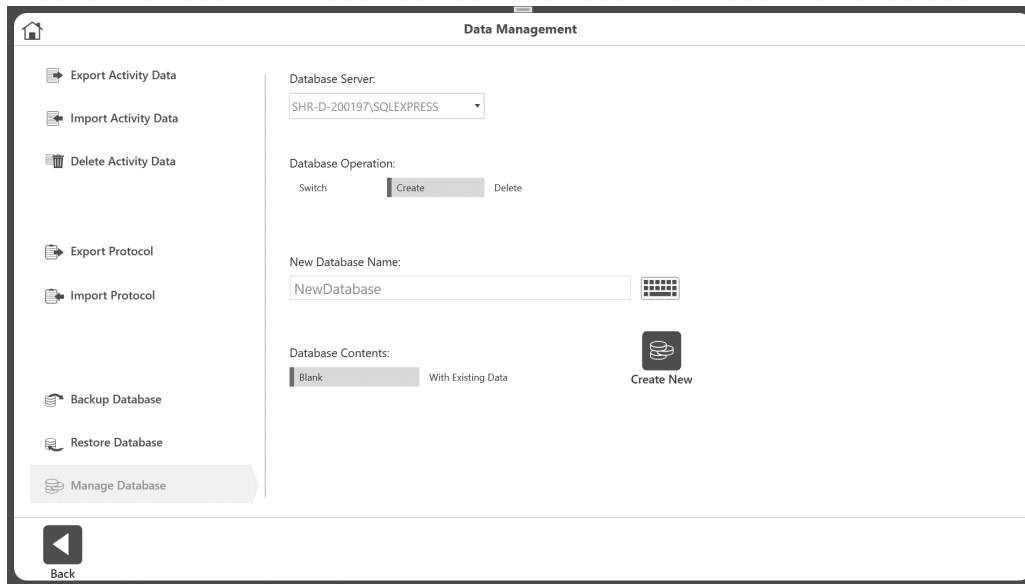 Data Management
Export Activity Data
Import Activity Data
Delete Activity Data
Export Protocol
Import Protocol
Backup Database
Restore Database
Manage Database
Database Server:
SHR-D-200197\SQLEXPRESS
Database Operation:
Switch Create Delete
New Database Name:
NewDatabase
Database Contents:
Blank With Existing Data
Create New
Back